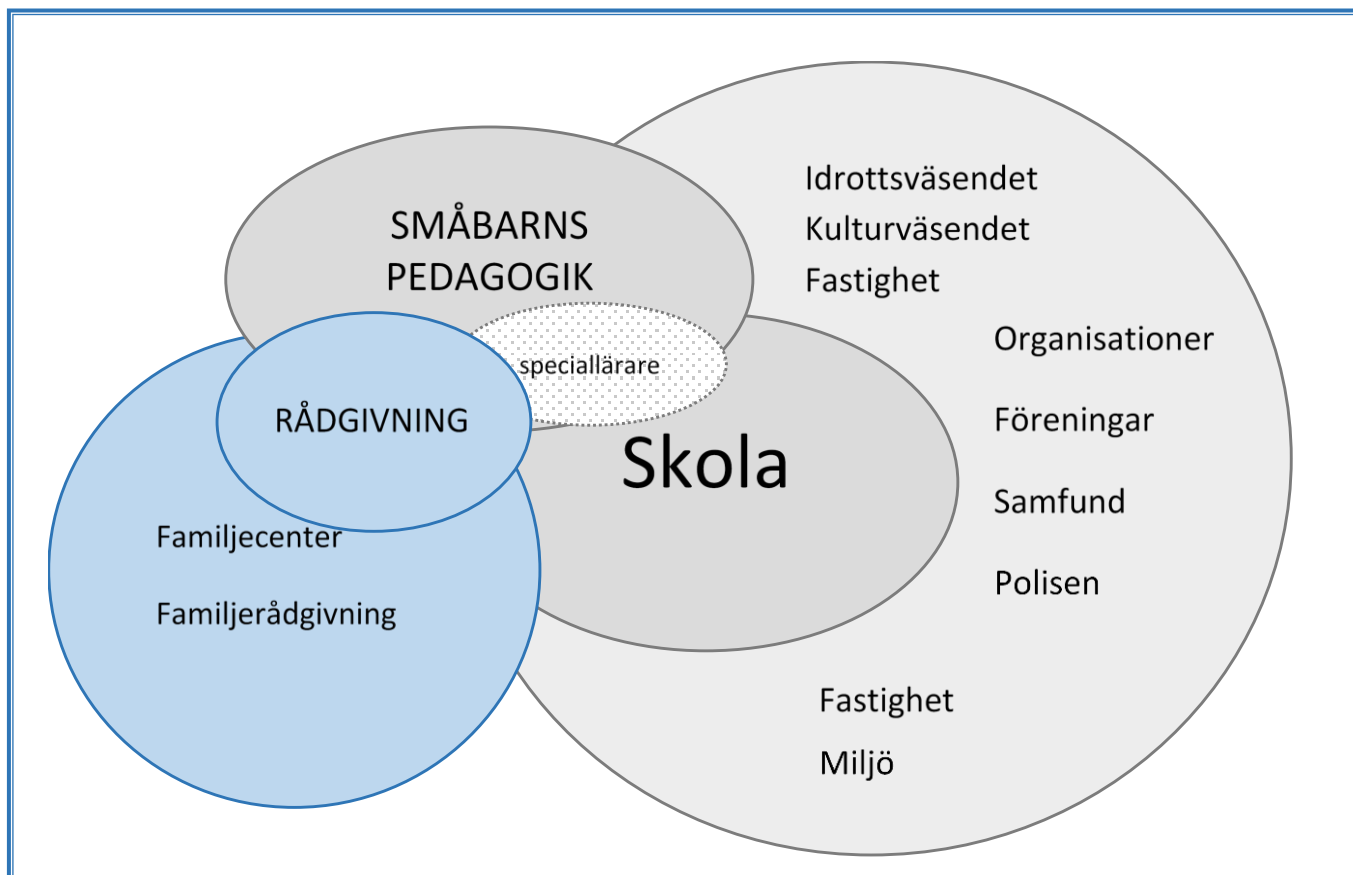 Idrottsväsendet
Kulturväsendet
Fastighet
SMÅBARNS
PEDAGOGIK
Organisationer
speciallärare
RÅDGIVNING
Föreningar
Skola
Samfund
Familjecenter
Polisen
Familjerådgivning
Fastighet
Miljö